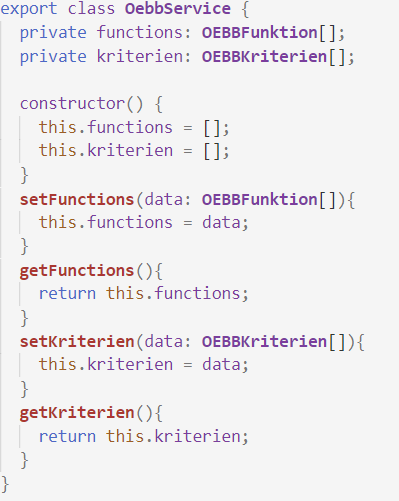 export class OebbService {
  private functions: OEBBFunktion[];
  private kriterien: OEBBKriterien[];

  constructor() {
    this.functions = [];
    this.kriterien = [];
  }
  setFunctions(data: OEBBFunktion[]){
    this.functions = data;
  }
  getFunctions(){
    return this.functions;
  }
  setKriterien(data: OEBBKriterien[]){
    this.kriterien = data;
  }
  getKriterien(){
    return this.kriterien;
  }
}